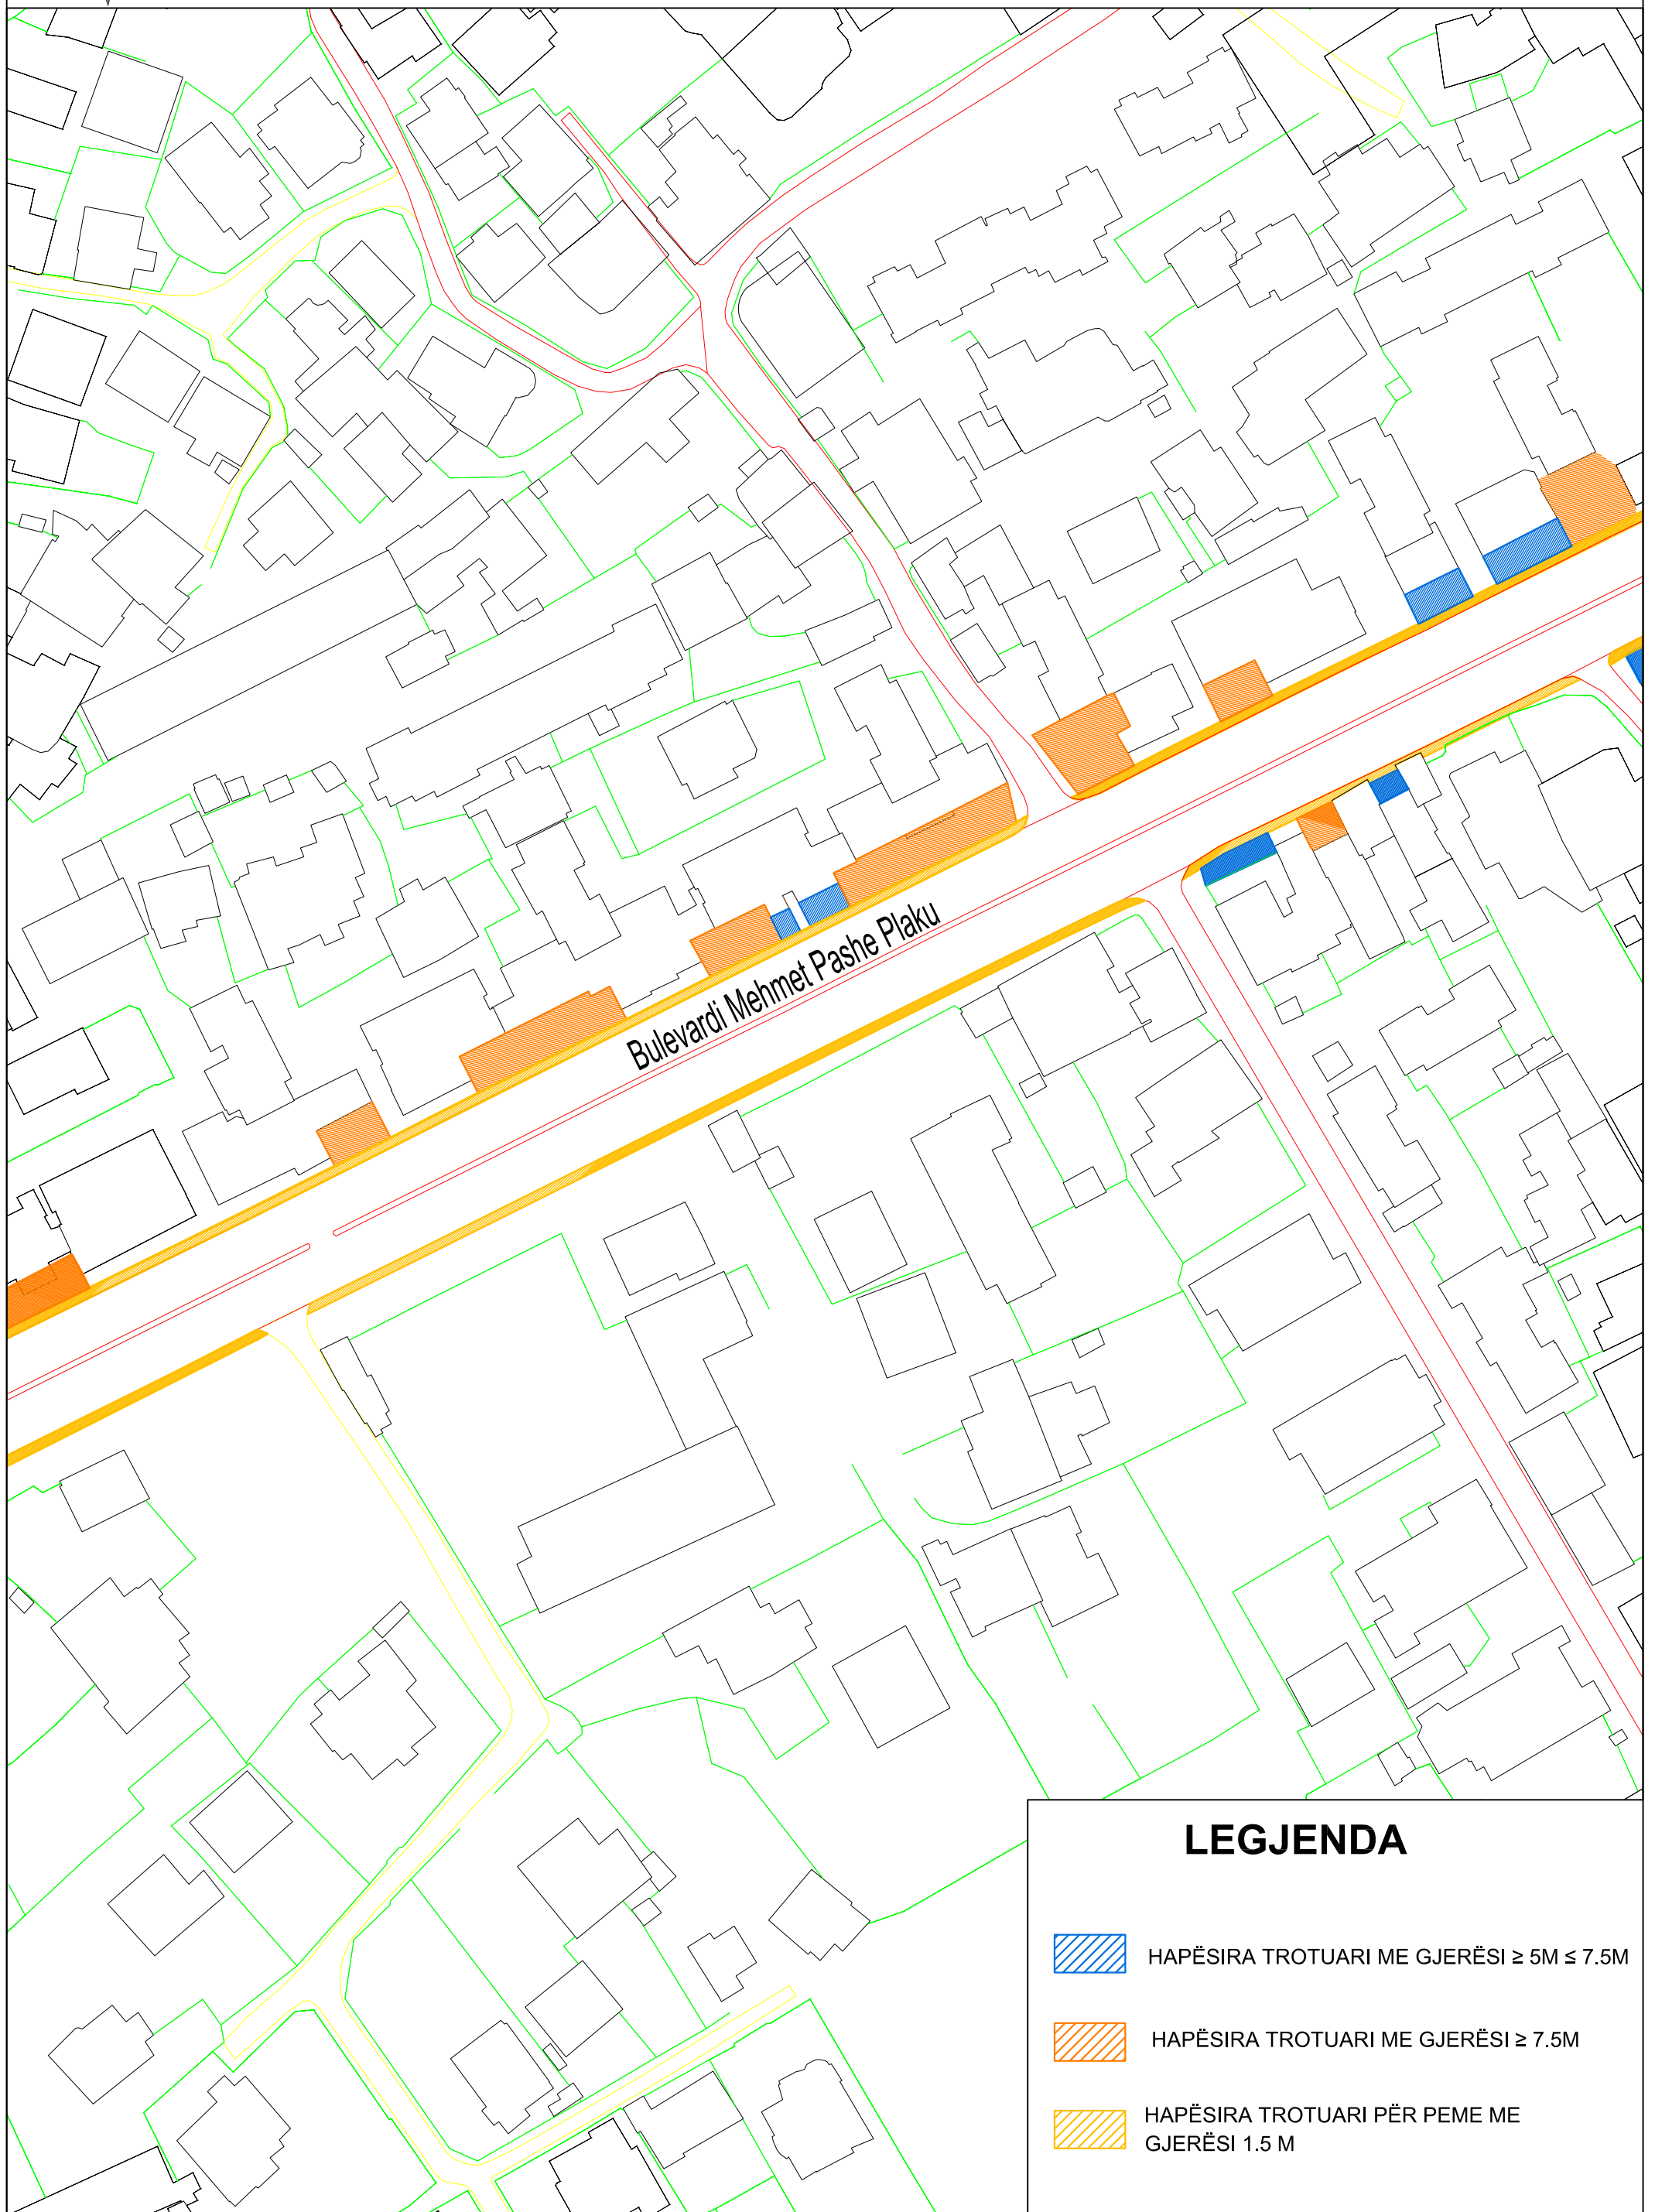 Bulevardi Mehmet Pashe Plaku
LEGJENDA
HAPËSIRA TROTUARI ME GJERËSI ≥ 5M ≤ 7.5M
HAPËSIRA TROTUARI ME GJERËSI ≥ 7.5M
HAPËSIRA TROTUARI PËR PEME ME
GJERËSI 1.5 M